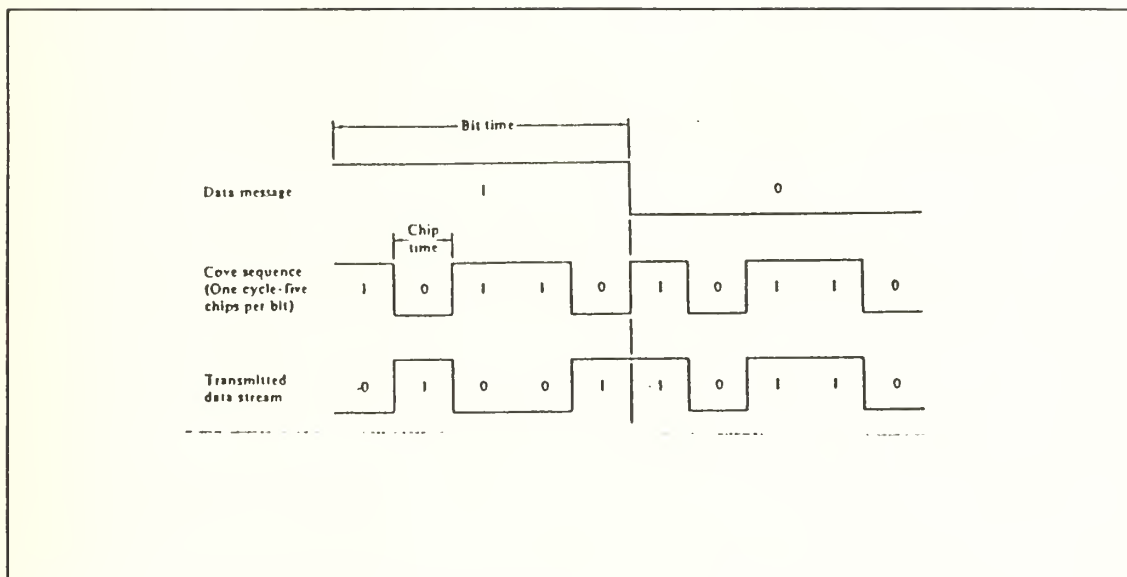 Bit time
Data message 1 0
Chip
time
Cove sequence
(One cycle-five
chips per bit)
1 0 1 1 0 1 0 1 1 0
Transmitted
data stream
-0 1 0 0 1 -1 0 1 1 0